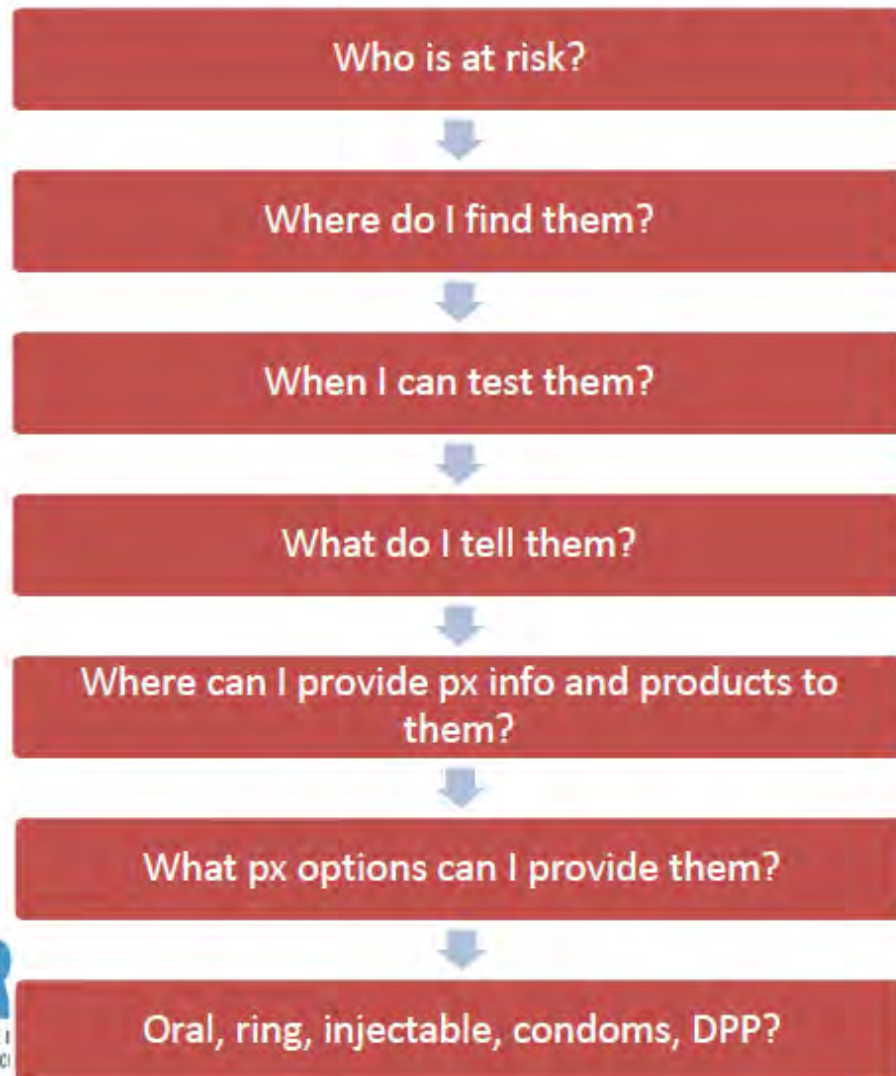 Who is at risk?
Where do I find them?
When I can test them?
What do I tell them?
Where can I provide px info and products to
them?
What px options can I provide them?
R
Oral, ring, injectable, condoms, DPP?